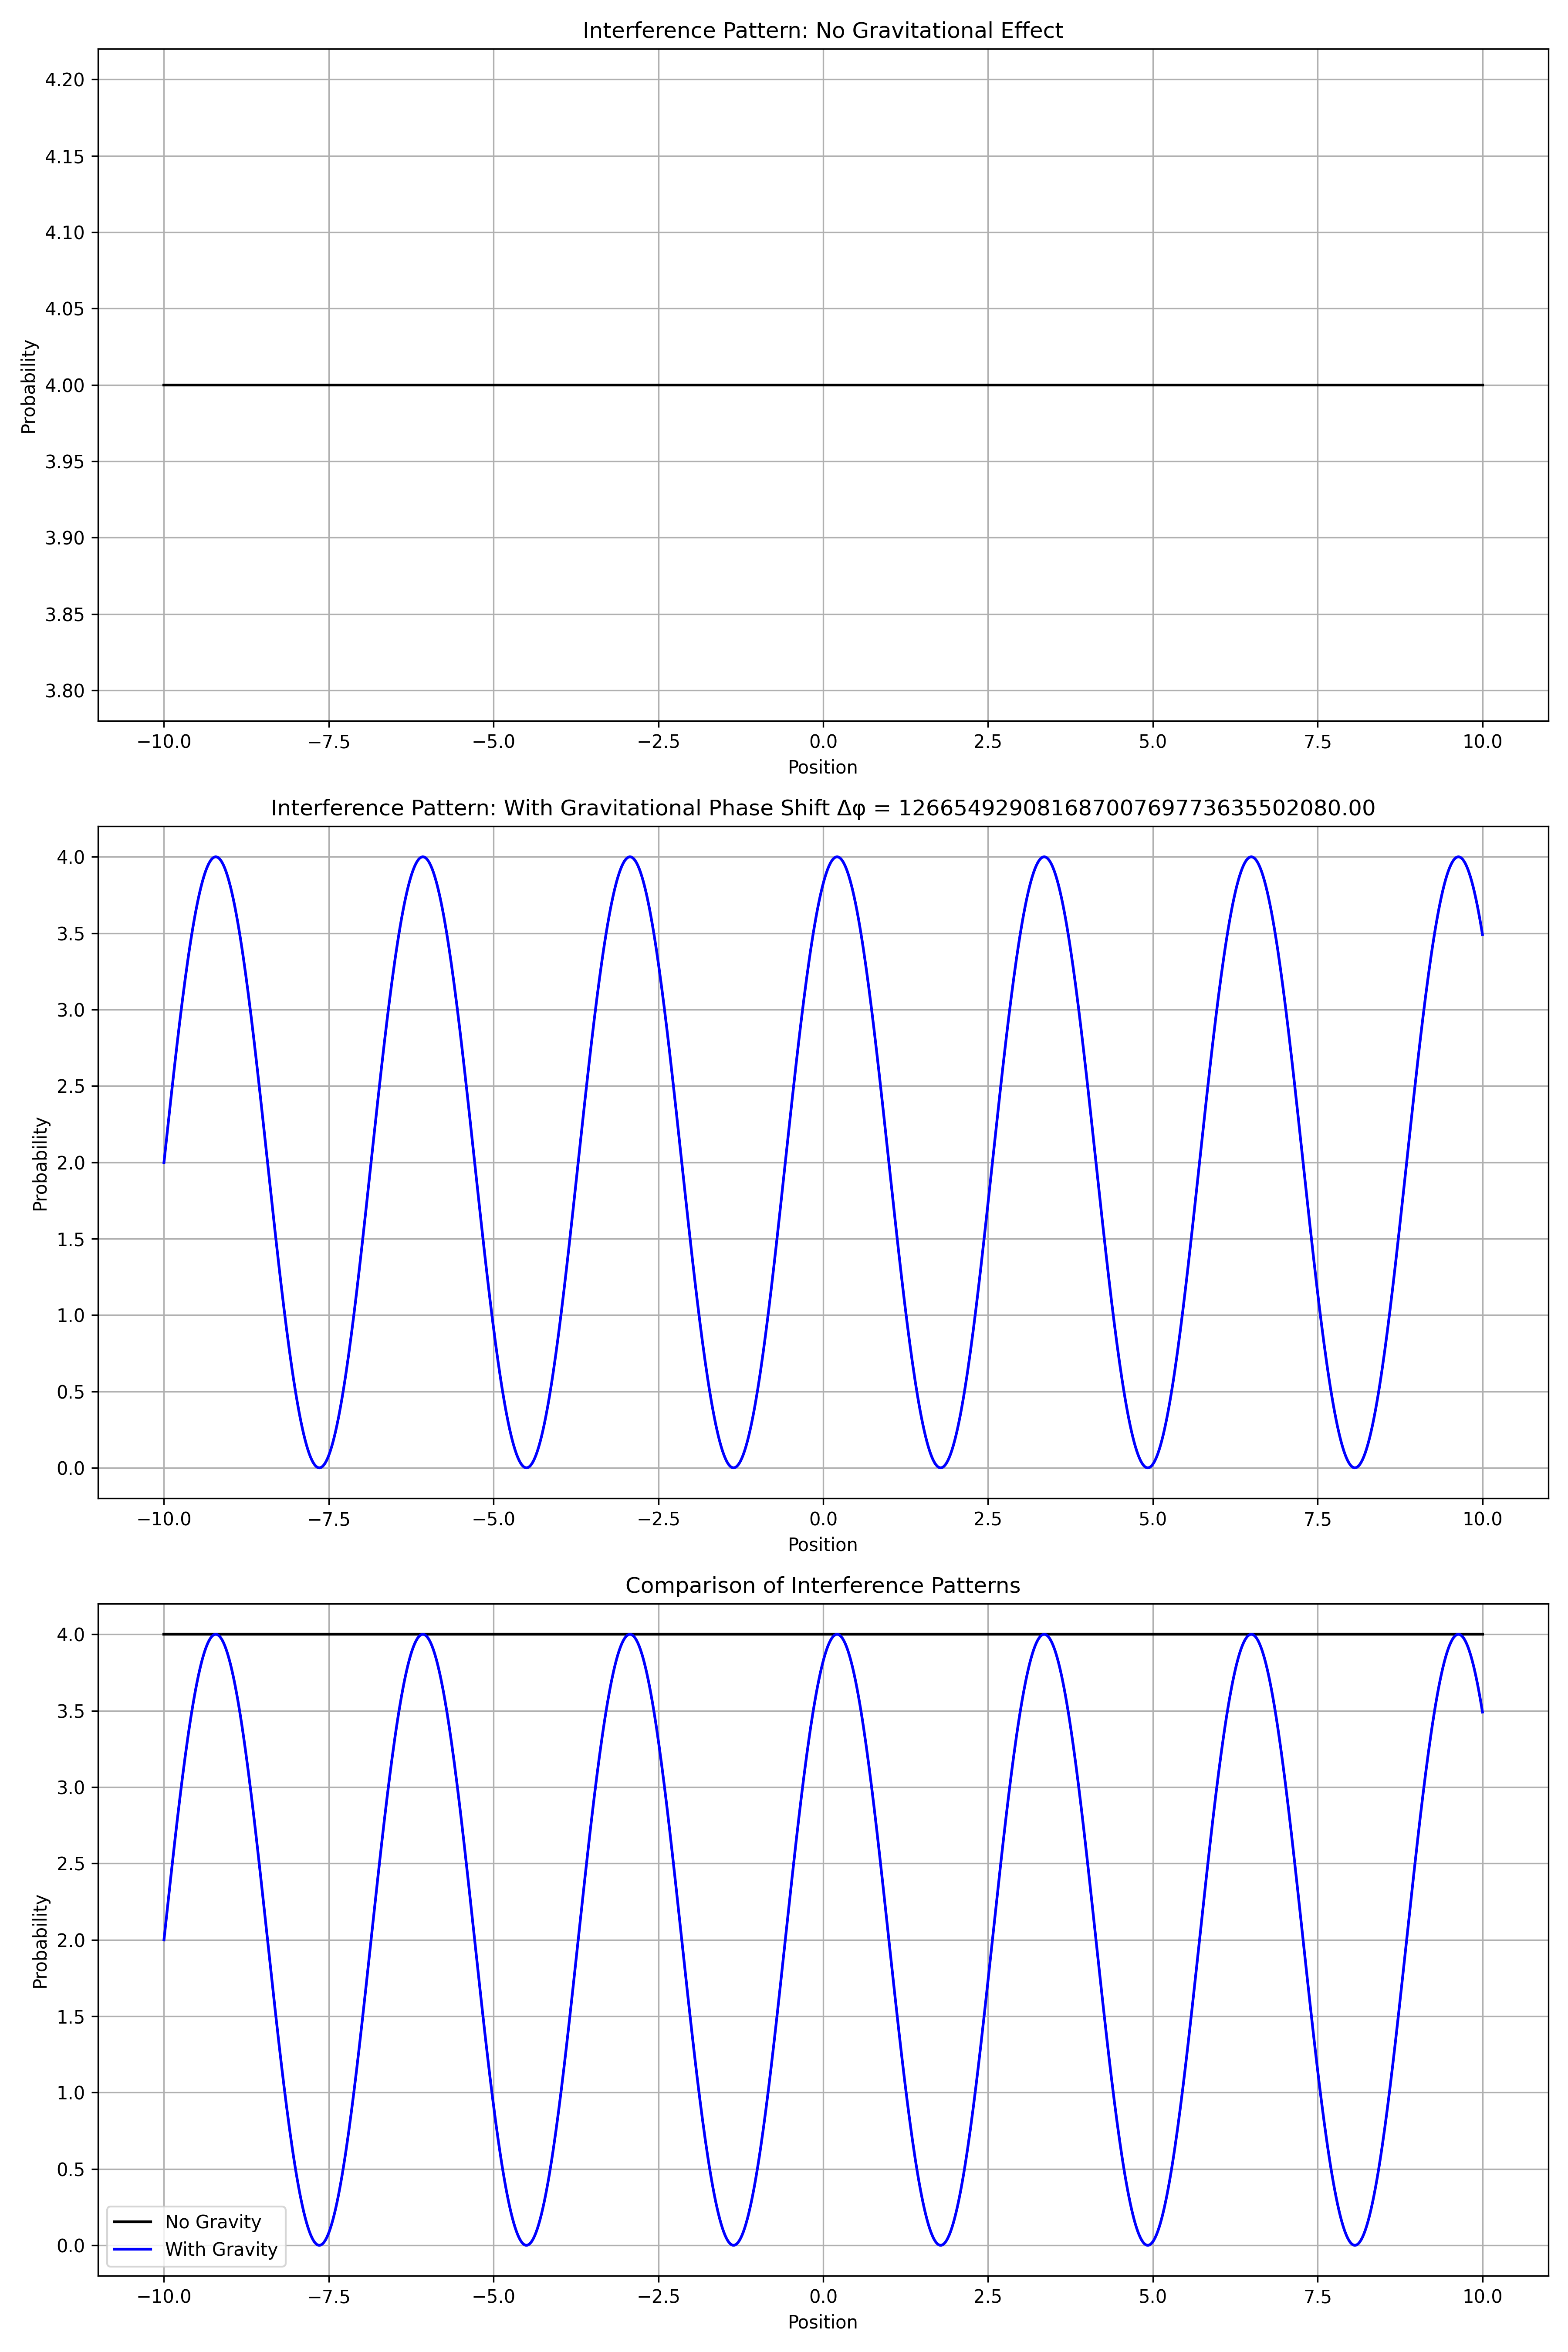 Interference Pattern: No Gravitational Effect
4.20
4.15
4.10
4.05
4.00
3.95
3.90
3.85
3.80
Probability
−10.0 −7.5 −5.0 −2.5 0.0 2.5 5.0 7.5 10.0
Position
Interference Pattern: With Gravitational Phase Shift Δφ = 1266549290816870076977363550​2080.00
4.0
3.5
3.0
2.5
2.0
1.5
1.0
0.5
0.0
Probability
−10.0 −7.5 −5.0 −2.5 0.0 2.5 5.0 7.5 10.0
Position
Comparison of Interference Patterns
4.0
3.5
3.0
2.5
2.0
1.5
1.0
0.5
0.0
Probability
No Gravity
With Gravity
−10.0 −7.5 −5.0 −2.5 0.0 2.5 5.0 7.5 10.0
Position